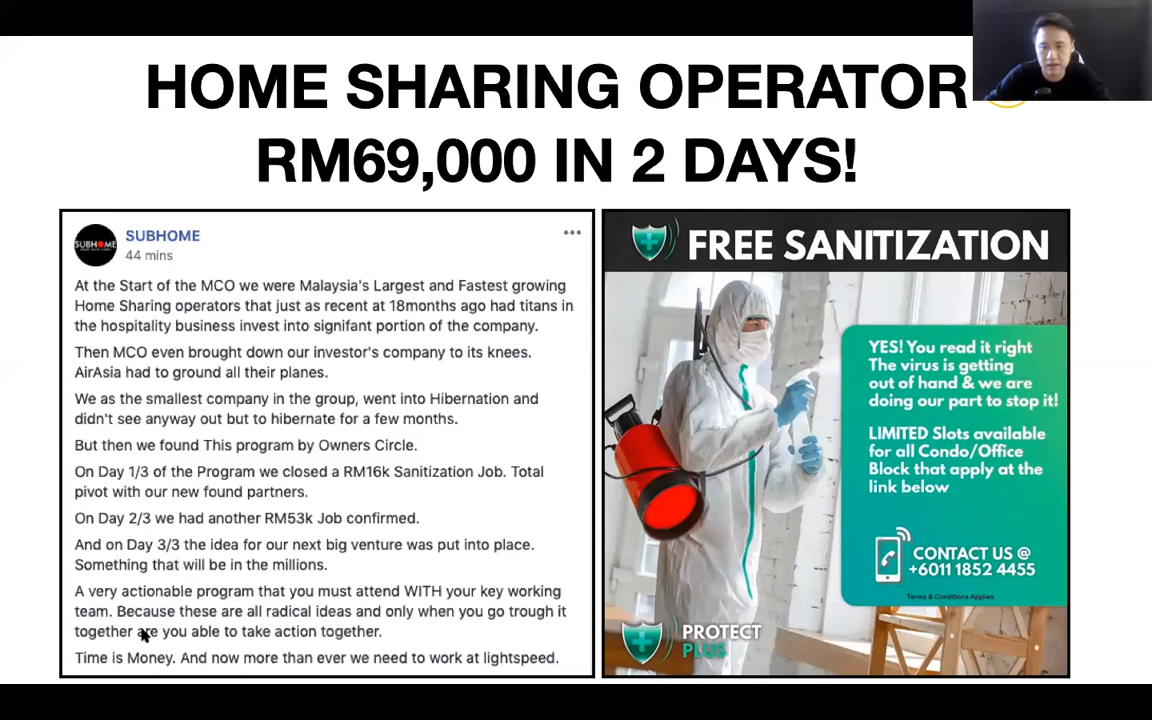 HOME SHARING OPERATOR
RM69,000 IN 2 DAYS!
SUBHOME
SUBHOME
44 mins
At the Start of the MCO we were Malaysia's Largest and Fastest growing
Home Sharing operators that just as recent at 18months ago had titans in
the hospitality business invest into signifant portion of the company.
Then MCO even brought down our investor's company to its knees.
AirAsia had to ground all their planes.
We as the smallest company in the group, went into Hibernation and
didn't see anyway out but to hibernate for a few months.
But then we found This program by Owners Circle.
On Day 1/3 of the Program we closed a RM16k Sanitization Job. Total
pivot with our new found partners.
On Day 2/3 we had another RM53k Job confirmed.
And on Day 3/3 the idea for our next big venture was put into place.
Something that will be in the millions.
A very actionable program that you must attend WITH your key working
team. Because these are all radical ideas and only when you go trough it
together are you able to take action together.
Time is Money. And now more than ever we need to work at lightspeed.
FREE SANITIZATION
YES! You read it right
The virus is getting
out of hand & we are
doing our part to stop it!
LIMITED Slots available
for all Condo/Office
Block that apply at the
link below
CONTACT US @
+6011 1852 4455
Terms & Conditions Applies
PROTECT
PLUS